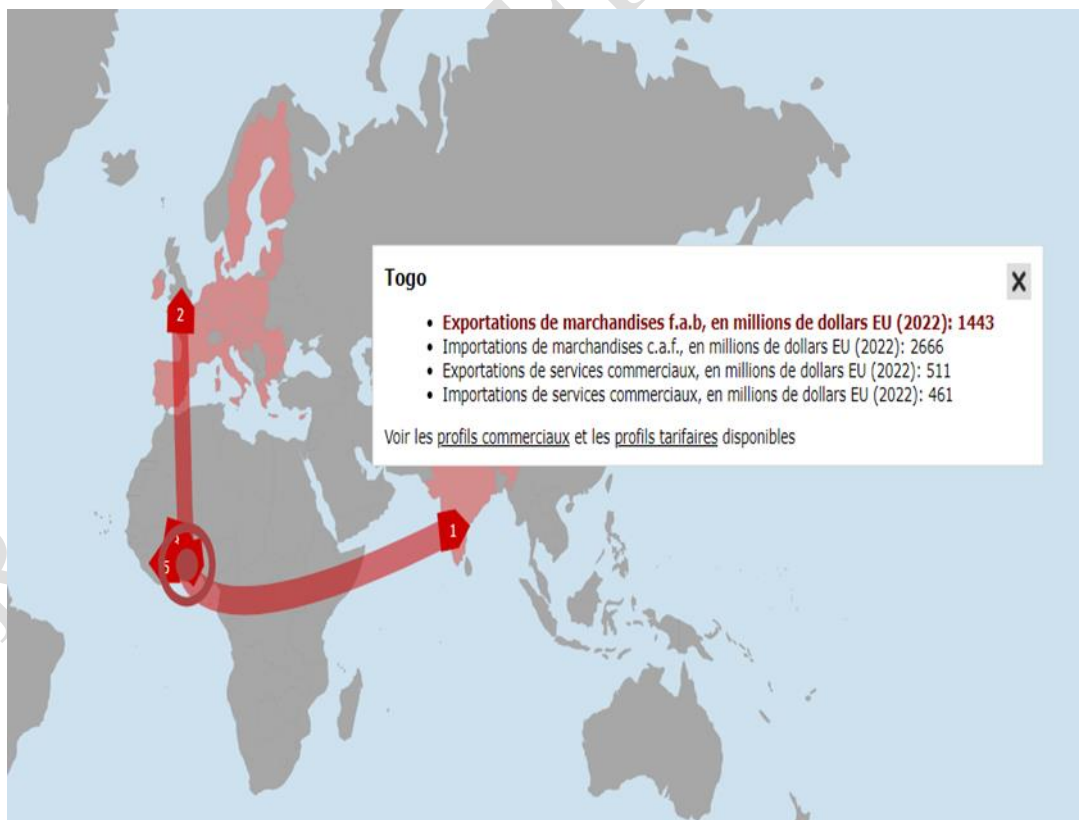 Togo
X
• Exportations de marchandises f.a.b, en millions de dollars EU (2022): 1443
• Importations de marchandises c.a.f., en millions de dollars EU (2022): 2666
• Exportations de services commerciaux, en millions de dollars EU (2022): 511
• Importations de services commerciaux, en millions de dollars EU (2022): 461
Voir les profils commerciaux et les profils tarifaires disponibles
2
1
5